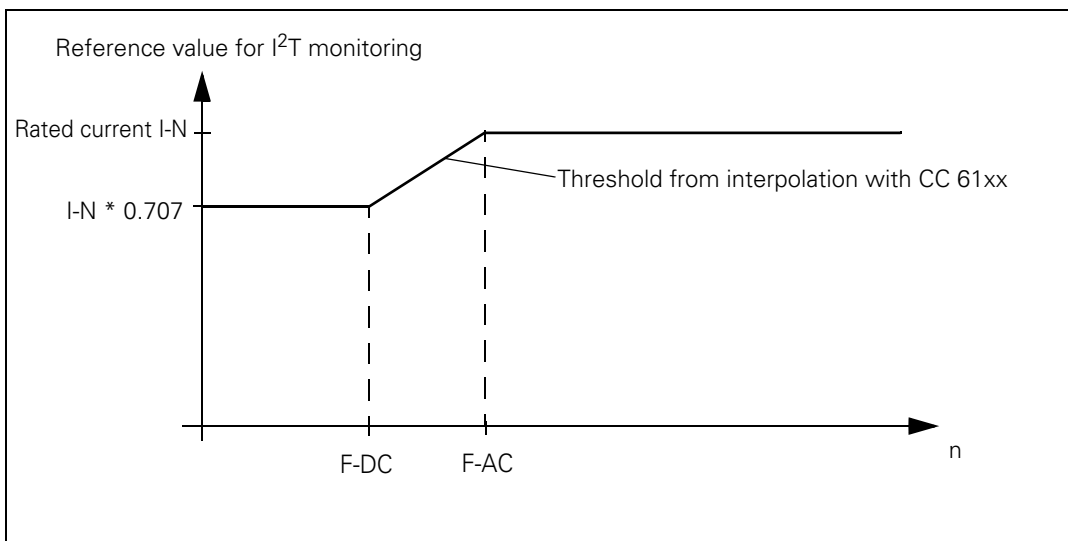 Reference value for I²T monitoring
Rated current I-N
Threshold from interpolation with CC 61xx
I-N * 0.707
F-DC
F-AC
n